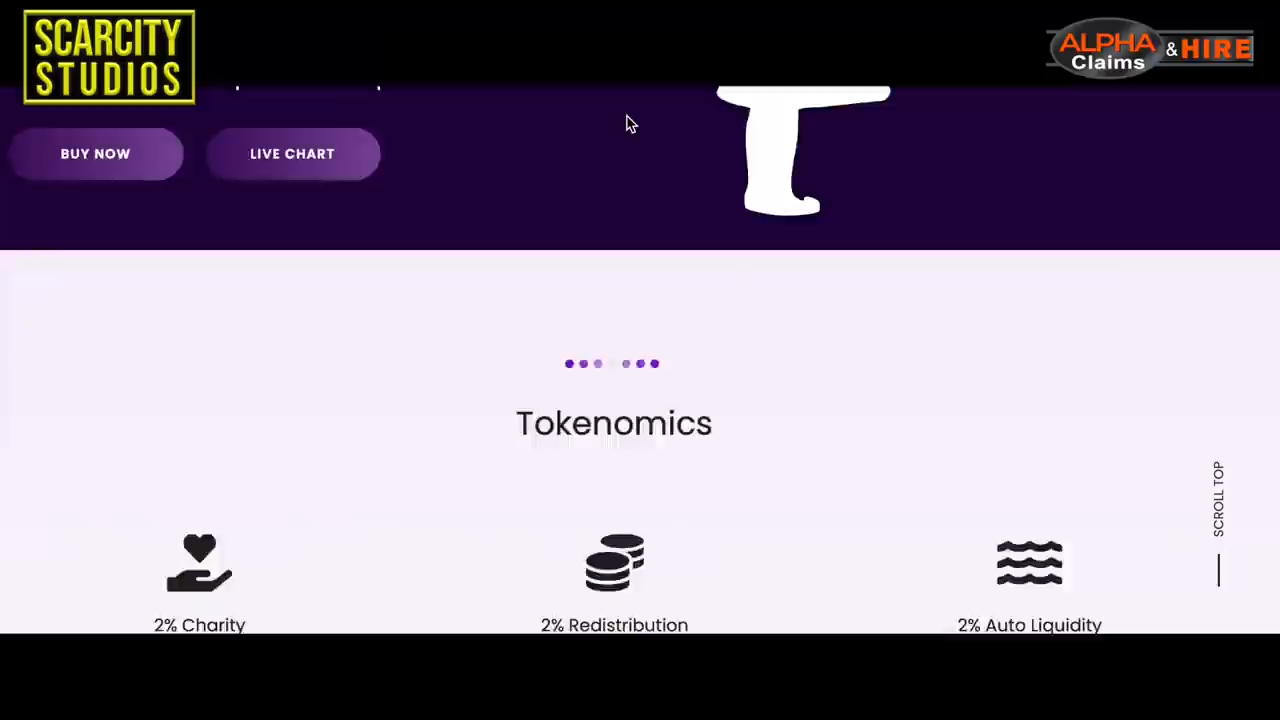 SCARCITY
STUDIOS
ALPHA
Claims
& HIRE
BUY NOW
LIVE CHART
Tokenomics
SCROLL TOP
2% Charity
2% Redistribution
2% Auto Liquidity